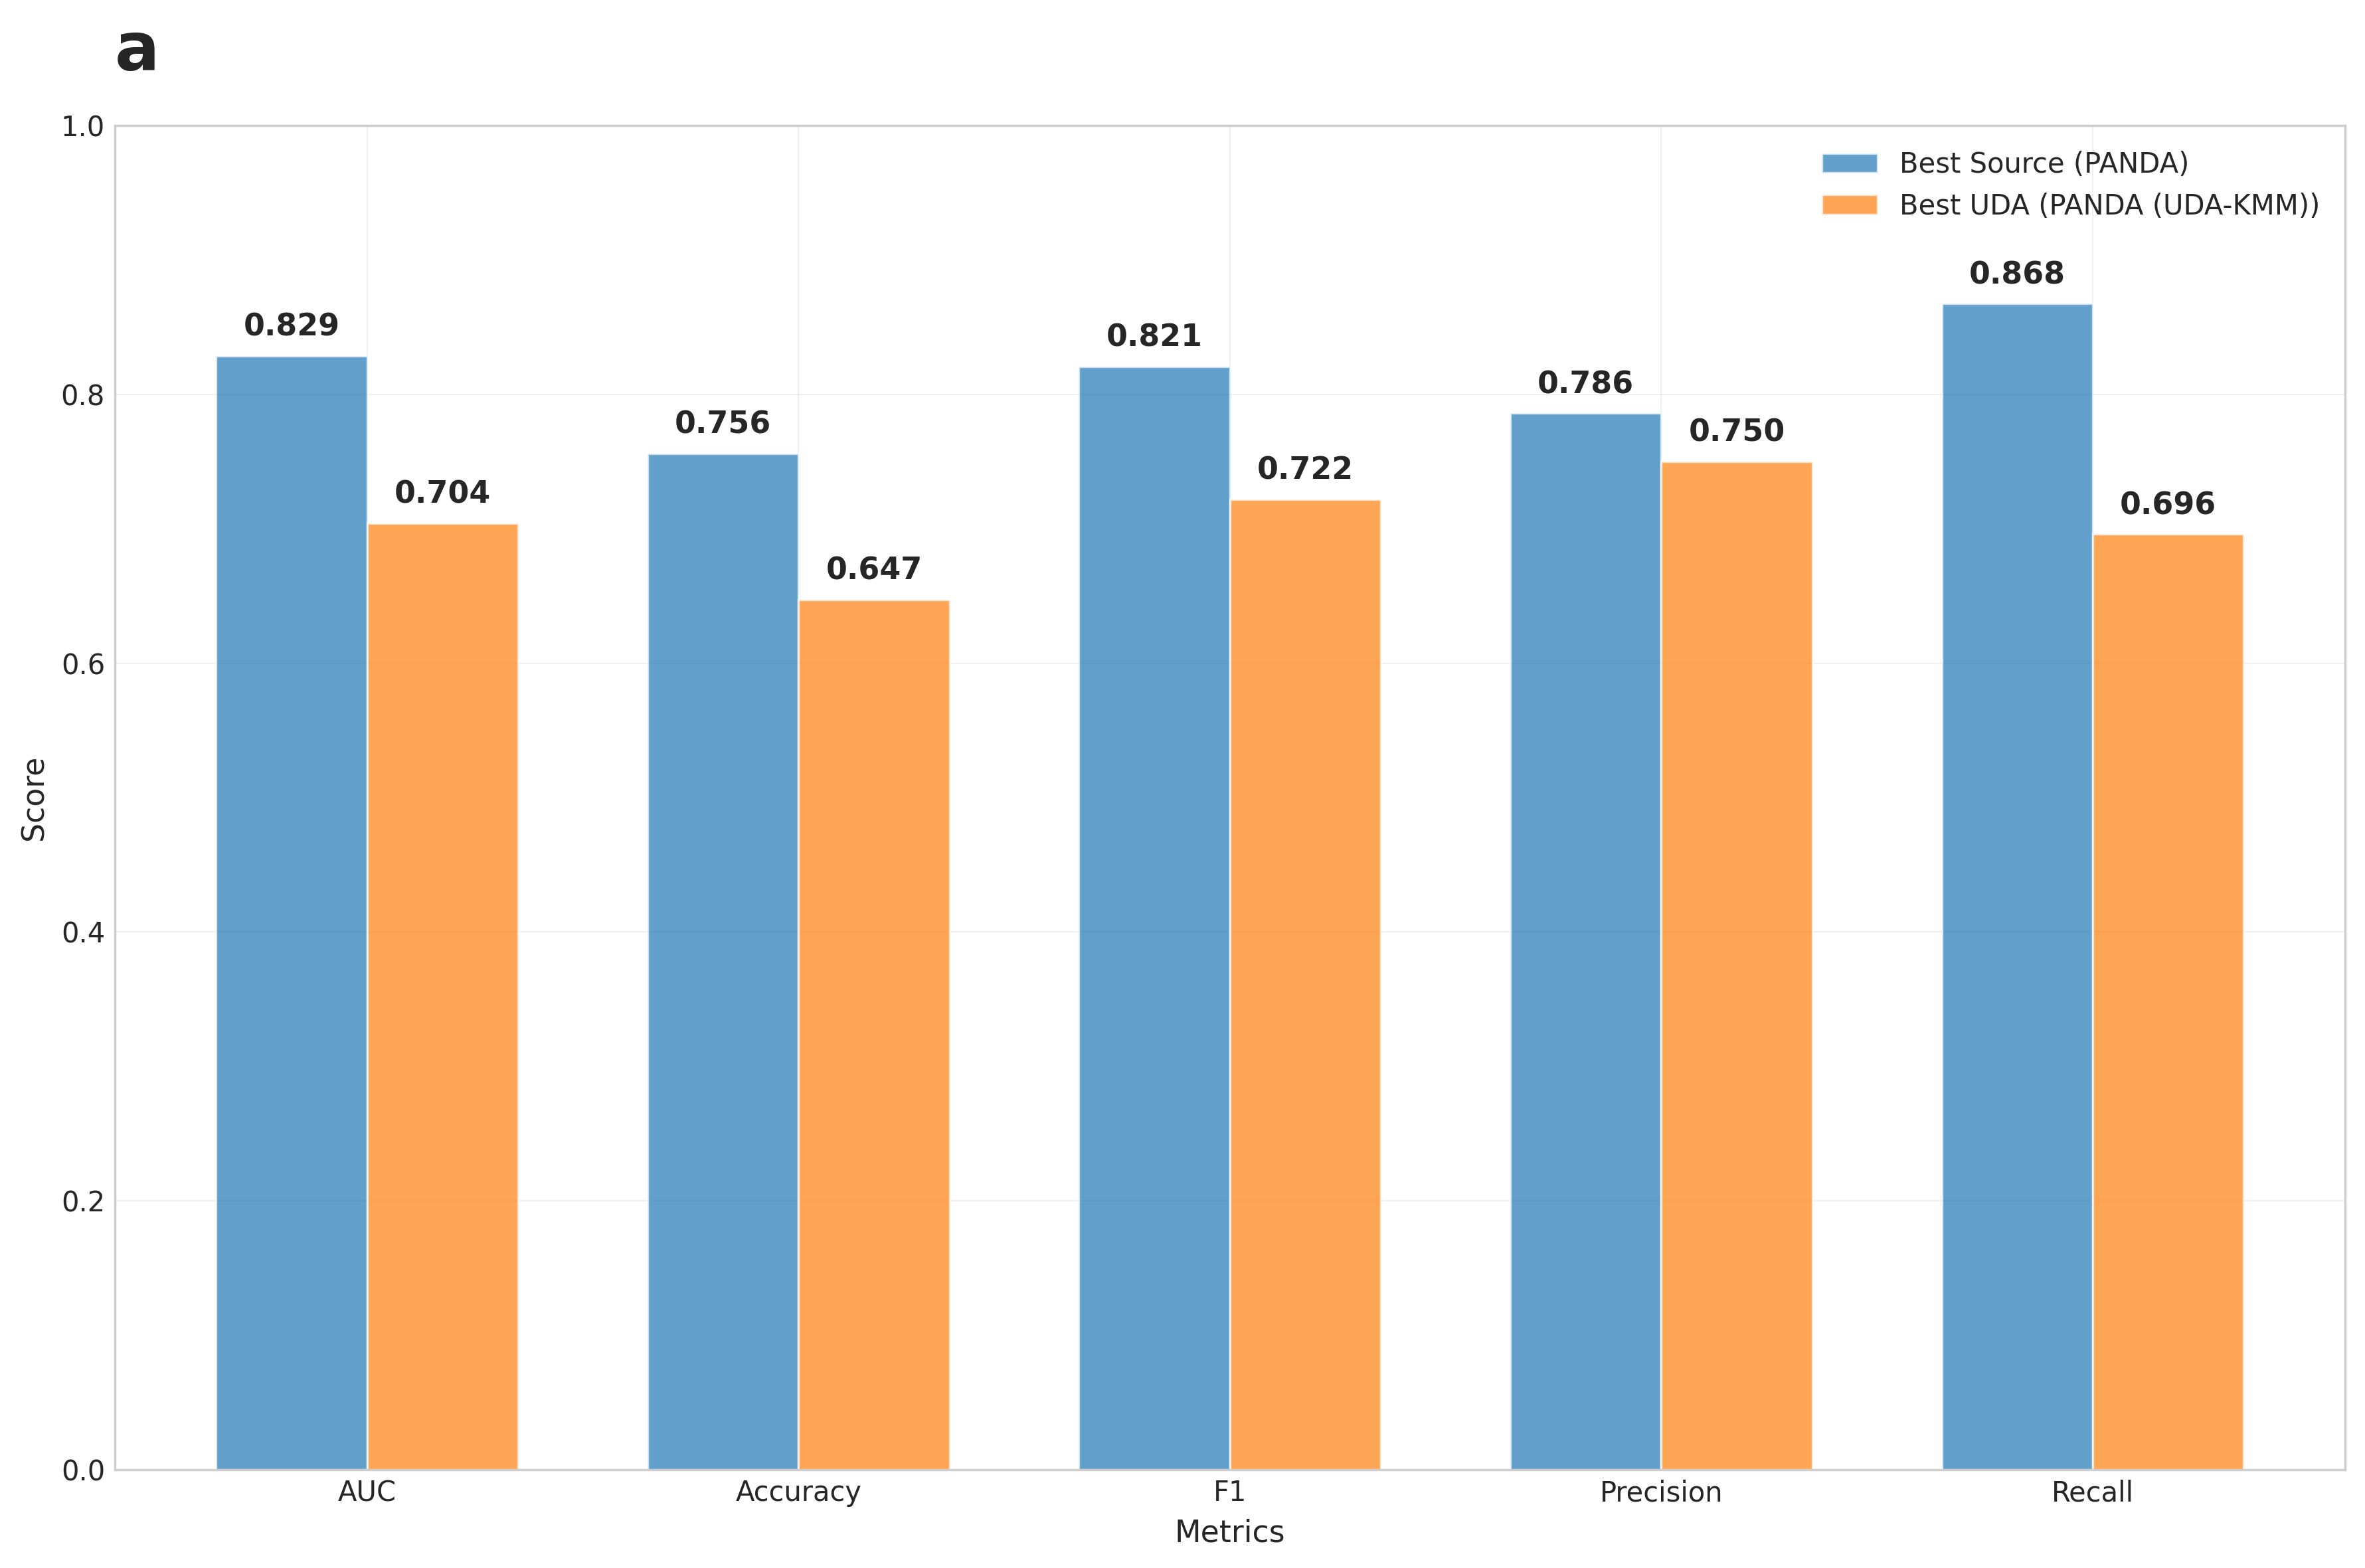 a
1.0
0.8
0.6
0.4
0.2
0.0
Score
Best Source (PANDA)
Best UDA (PANDA (UDA-KMM))
0.829
0.704
0.756
0.647
0.821
0.722
0.786
0.750
0.868
0.696
AUC
Accuracy
F1
Precision
Recall
Metrics